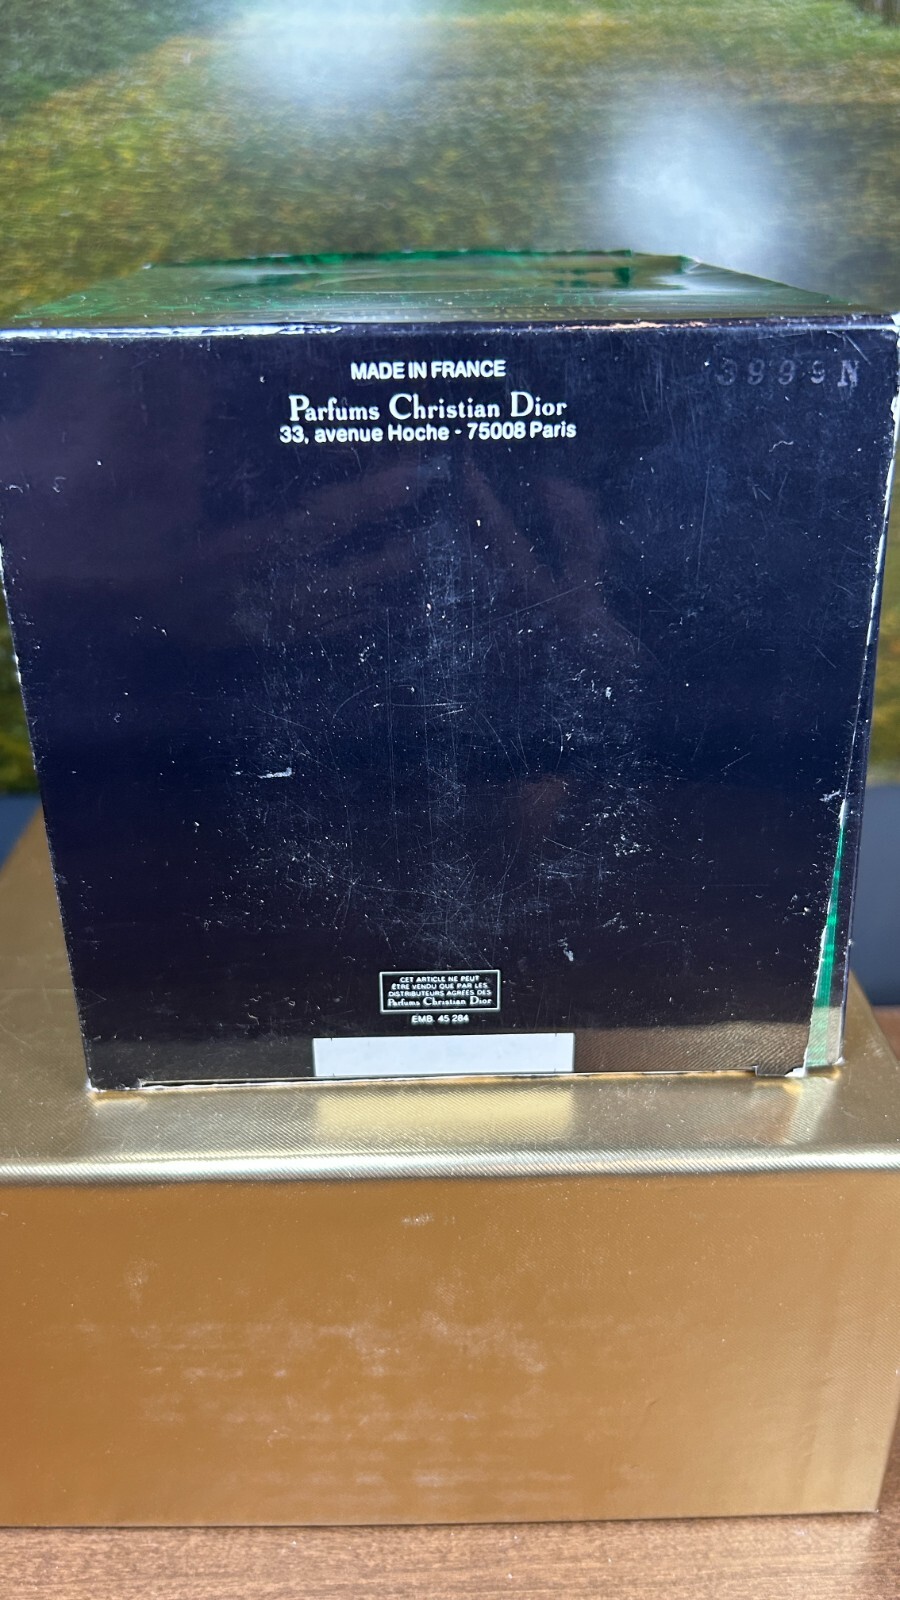 MADE IN FRANCE
3999N
Parfums Christian Dior
33, avenue Hoche - 75008 Paris
CET ARTICLE NE PEUT
ÊTRE VENDU QUE PAR LES
DISTRIBUTEURS AGRÉÉS DES
Parfums Christian Dior
EMB. 45 284